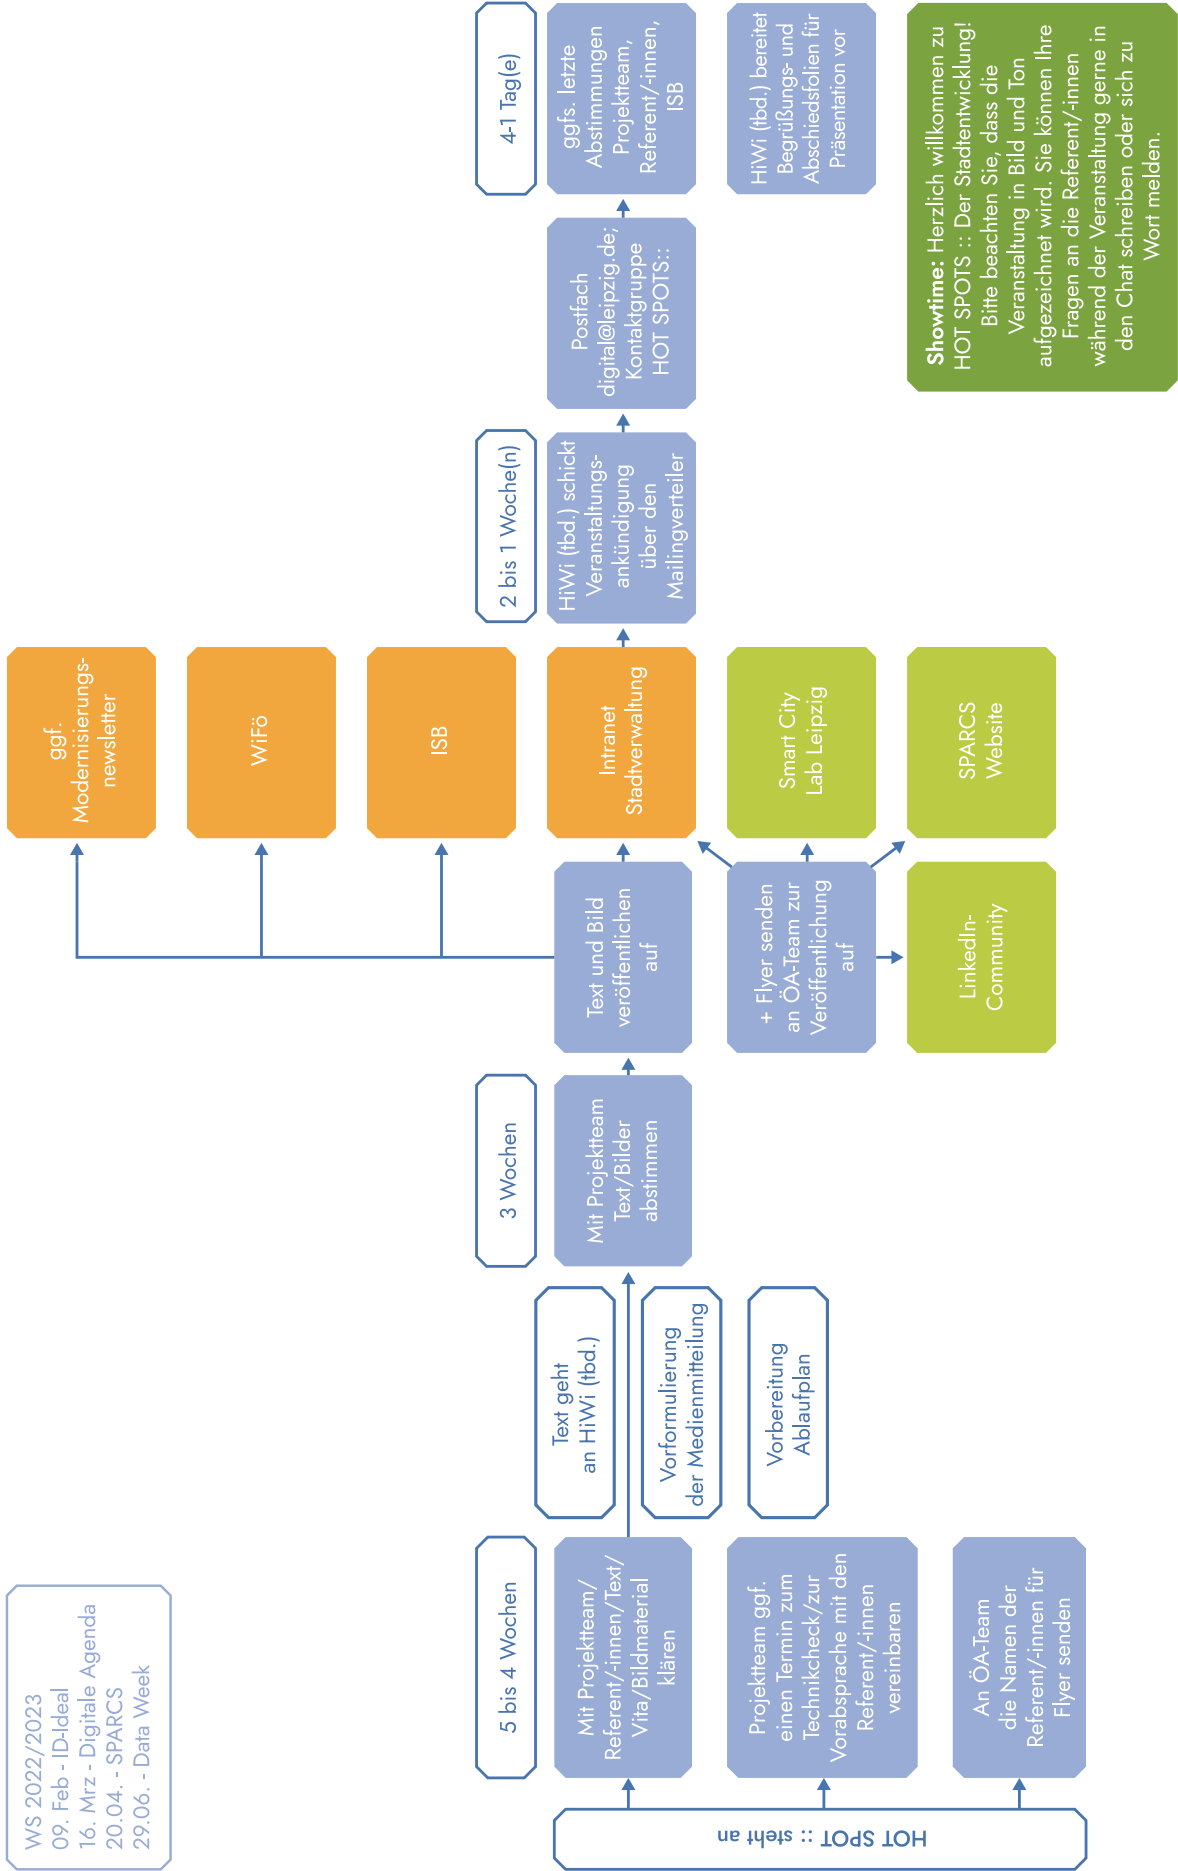 WS 2022/2023
09. Feb - ID-Ideal
16. Mrz - Digitale Agenda
20.04. - SPARCS
29.06. - Data Week
HOT SPOT :: steht an
5 bis 4 Wochen
Mit Projektteam/
Referent/-innen/Text/
Vita/Bildmaterial
klären
Projektteam ggf.
einen Termin zum
Technikcheck/zur
Vorabsprache mit den
Referent/-innen
vereinbaren
An ÖA-Team
die Namen der
Referent/-innen für
Flyer senden
Text geht
an HiWi (tbd.)
Vorformulierung
der Medienmitteilung
Vorbereitung
Ablaufplan
3 Wochen
Mit Projektteam
Text/Bilder
abstimmen
Text und Bild
veröffentlichen
auf
+ Flyer senden
an ÖA-Team zur
Veröffentlichung
auf
LinkedIn-
Community
ggf.
Modernisierungs-
newsletter
WiFö
ISB
Intranet
Stadtverwaltung
Smart City
Lab Leipzig
SPARCS
Website
2 bis 1 Woche(n)
HiWi (tbd.) schickt
Veranstaltungs-
ankündigung
über den
Mailingverteiler
Postfach
digital@leipzig.de;
Kontaktgruppe
HOT SPOTS::
4-1 Tag(e)
ggfs. letzte
Abstimmungen
Projektteam,
Referent/-innen,
ISB
HiWi (tbd.) bereitet
Begrüßungs- und
Abschiedsfolien für
Präsentation vor
Showtime: Herzlich willkommen zu
HOT SPOTS :: Der Stadtentwicklung!
Bitte beachten Sie, dass die
Veranstaltung in Bild und Ton
aufgezeichnet wird. Sie können Ihre
Fragen an die Referent/-innen
während der Veranstaltung gerne in
den Chat schreiben oder sich zu
Wort melden.